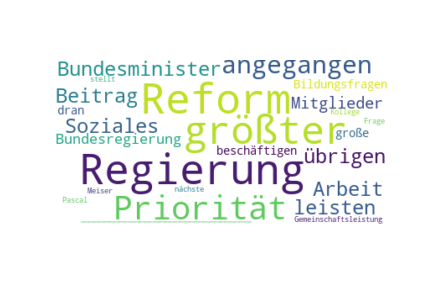 Bundesminister angegangen
stellt
Bildungsfragen
Beitrag Reform Mitglieder
dran
Kollege
Soziales größter Frage
große
Bundesregierung beschäftigen
Regierung übrigen
Meiser nächste Arbeit
Pascal Priorität leisten
Gemeinschaftsleistung